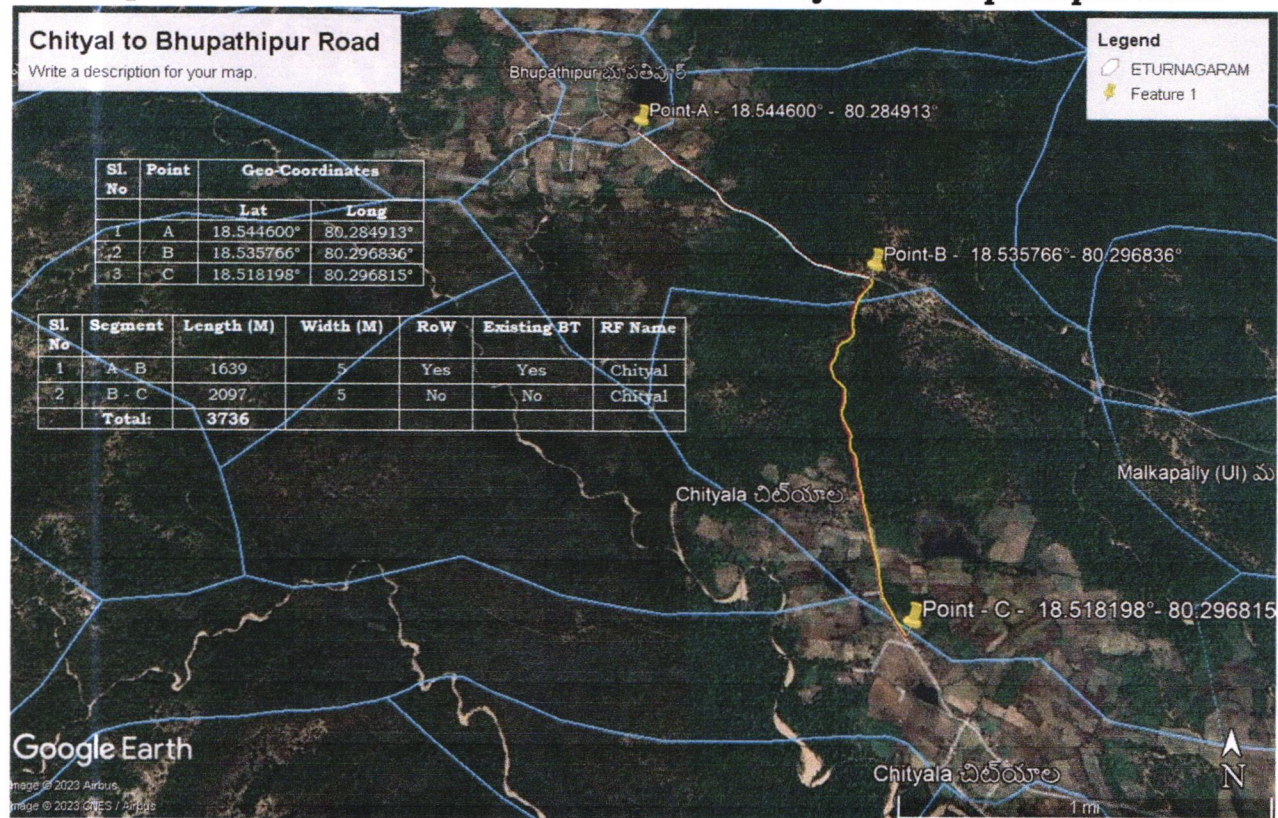 Chityal to Bhupathipur Road
Write a description for your map.
Legend
ETURNAGARAM
Feature 1
Bhupathipur భుపతిపుర్
Point-A - 18.544600° - 80.284913°
Sl. No Point Geo-Coordinates
Lat Long
1 A 18.544600° 80.284913°
2 B 18.535766° 80.296836°
3 C 18.518198° 80.296815°
Point-B - 18.535766°- 80.296836°
Sl. No Segment Length (M) Width (M) RoW Existing BT RF Name
1 A - B 1639 5 Yes Yes Chityal
2 B - C 2097 5 No No Chityal
Total: 3736
Malkapally (UI) మ
Chityala చిట్యాల
Point - C - 18.518198°- 80.296815
Google Earth
Chityala చిట్యాల
N
1 mi
Image © 2023 Airbus
Image © 2023 CNES / Airbus